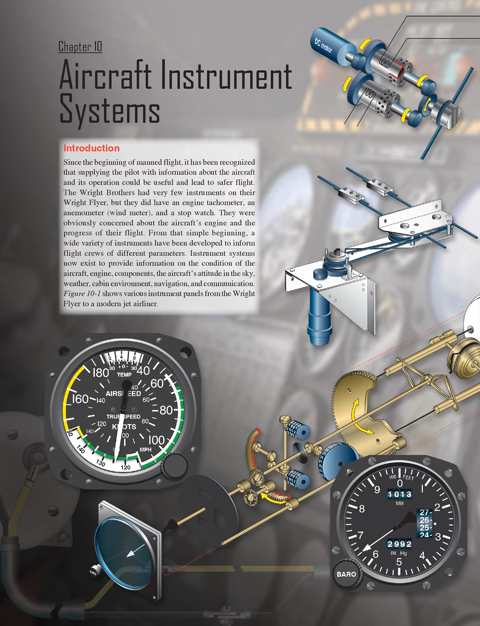 Chapter 10
Aircraft Instrument
Systems
Introduction
Since the beginning of manned flight, it has been recognized
that supplying the pilot with information about the aircraft
and its operation could be useful and lead to safer flight.
The Wright Brothers had very few instruments on their
Wright Flyer, but they did have an engine tachometer, an
anemometer (wind meter), and a stop watch. They were
obviously concerned about the aircraft's engine and the
progress of their flight. From that simple beginning, a
wide variety of instruments have been developed to inform
flight crews of different parameters. Instrument systems
now exist to provide information on the condition of the
aircraft, engine, components, the aircraft's attitude in the sky,
weather, cabin environment, navigation, and communication.
Figure 10-1 shows various instrument panels from the Wright
Flyer to a modern jet airliner.
DC motor
TEMP
180
40
AIRSPEED
60
160
80
TRUE SPEED
KNOTS
100
MPH
140
120
0
FEET
9
1
1013
MB
8
2
27
26
25
24
7
3
2992
IN Hg
6
5
4
BARO